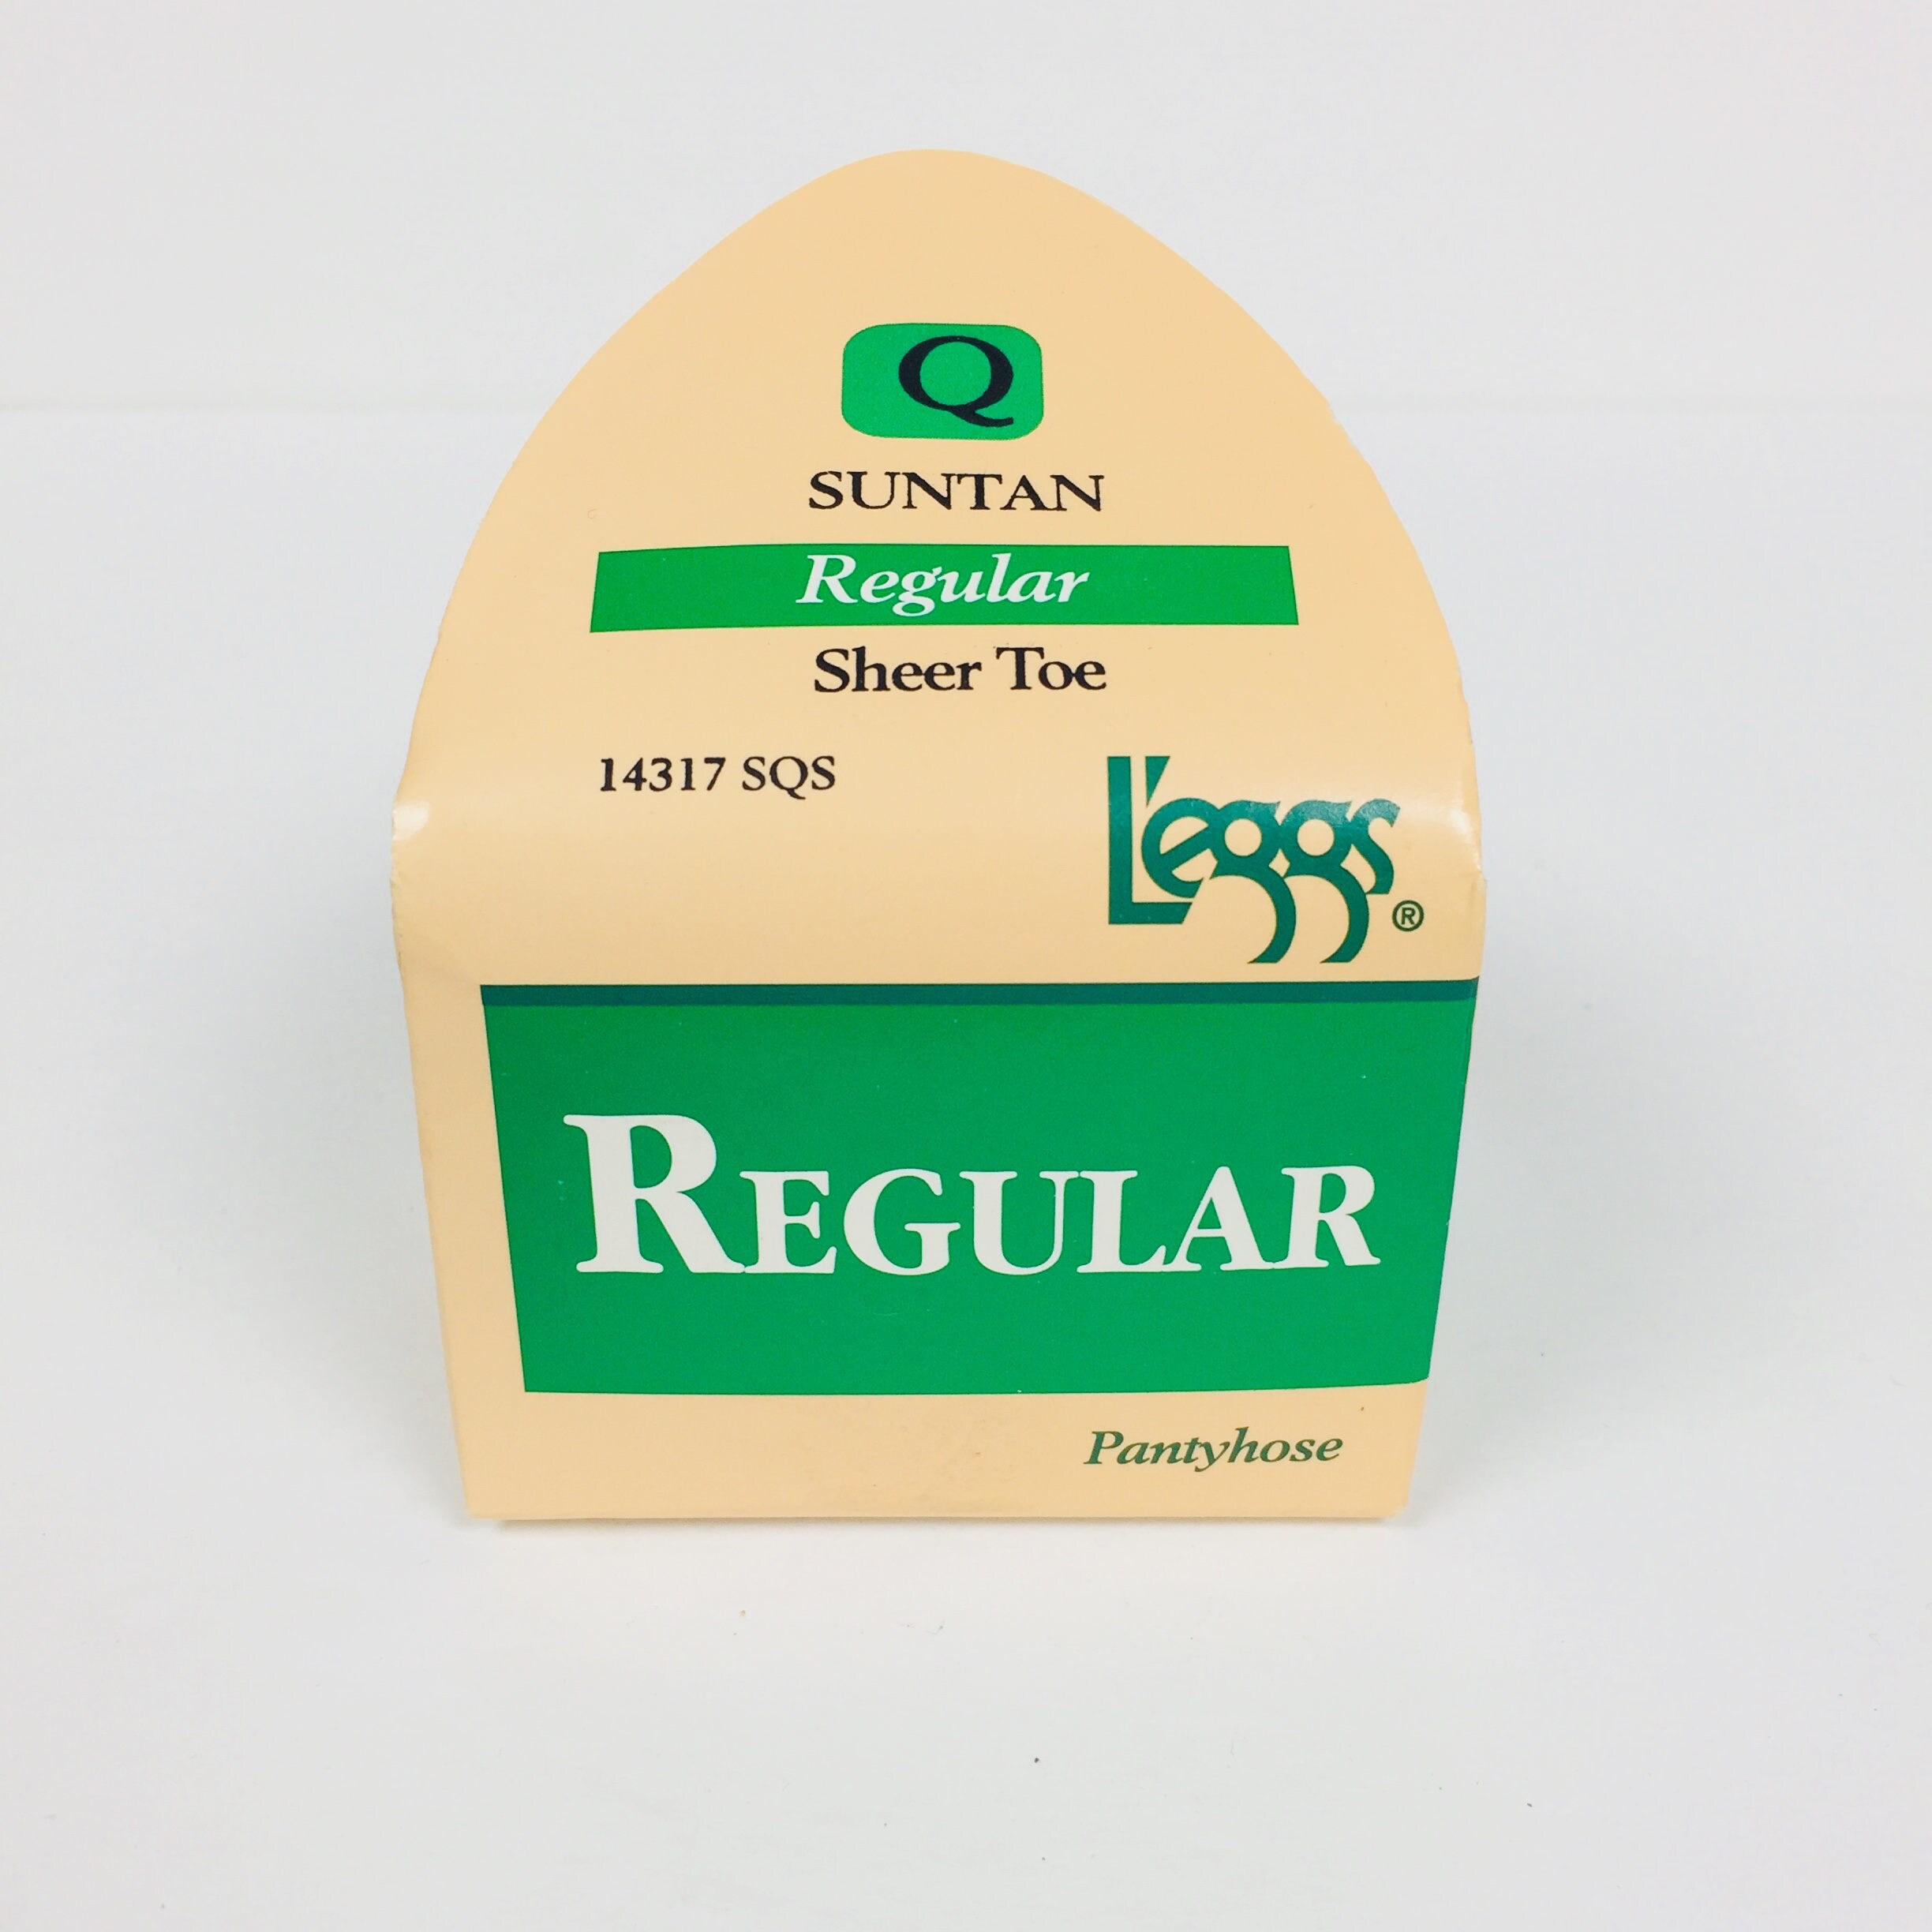 Q
SUNTAN
Regular
Sheer Toe
14317 SQS
L'eggs®
REGULAR
Pantyhose